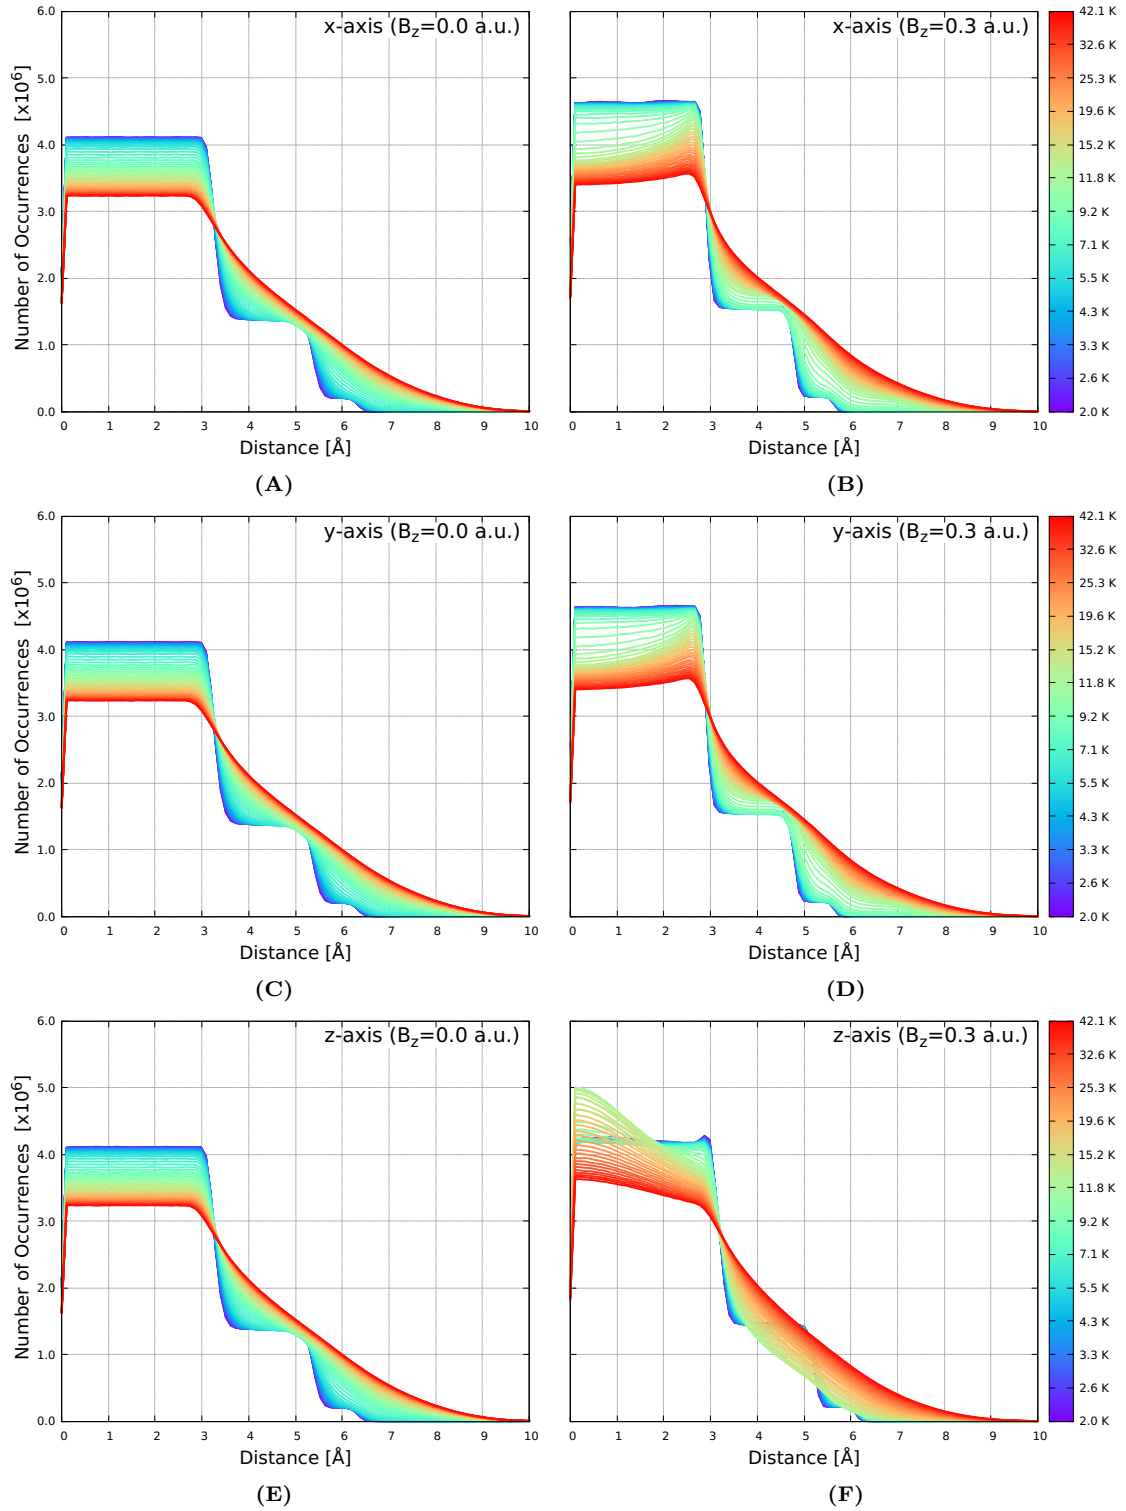 x-axis (B_z=0.0 a.u.)
Number of Occurrences [x10^6]
6.0
5.0
4.0
3.0
2.0
1.0
0.0
0 1 2 3 4 5 6 7 8 9 10
Distance [Å]
(A)
x-axis (B_z=0.3 a.u.)
0 1 2 3 4 5 6 7 8 9 10
Distance [Å]
(B)
42.1 K
32.6 K
25.3 K
19.6 K
15.2 K
11.8 K
9.2 K
7.1 K
5.5 K
4.3 K
3.3 K
2.6 K
2.0 K
y-axis (B_z=0.0 a.u.)
Number of Occurrences [x10^6]
6.0
5.0
4.0
3.0
2.0
1.0
0.0
0 1 2 3 4 5 6 7 8 9 10
Distance [Å]
(C)
y-axis (B_z=0.3 a.u.)
0 1 2 3 4 5 6 7 8 9 10
Distance [Å]
(D)
42.1 K
32.6 K
25.3 K
19.6 K
15.2 K
11.8 K
9.2 K
7.1 K
5.5 K
4.3 K
3.3 K
2.6 K
2.0 K
z-axis (B_z=0.0 a.u.)
Number of Occurrences [x10^6]
6.0
5.0
4.0
3.0
2.0
1.0
0.0
0 1 2 3 4 5 6 7 8 9 10
Distance [Å]
(E)
z-axis (B_z=0.3 a.u.)
0 1 2 3 4 5 6 7 8 9 10
Distance [Å]
(F)
42.1 K
32.6 K
25.3 K
19.6 K
15.2 K
11.8 K
9.2 K
7.1 K
5.5 K
4.3 K
3.3 K
2.6 K
2.0 K